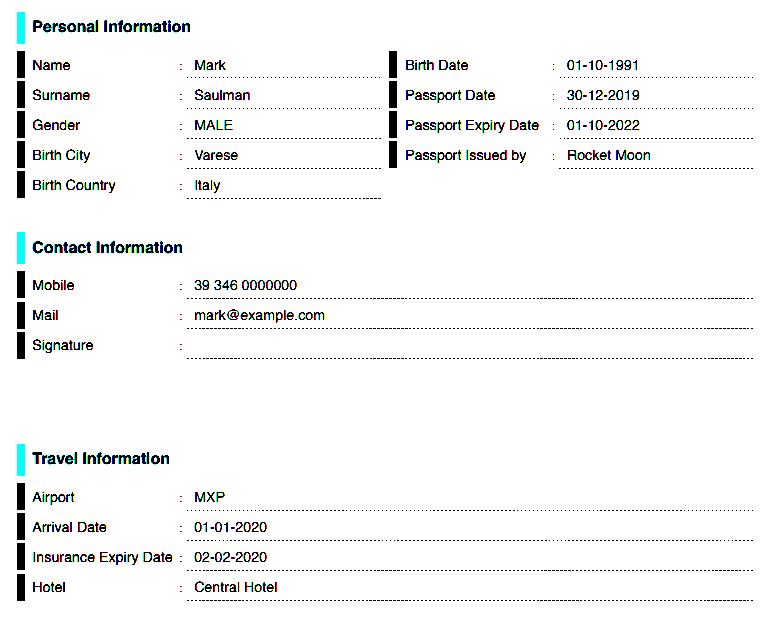 Personal Information
Name : Mark Birth Date : 01-10-1991
Surname : Saulman Passport Date : 30-12-2019
Gender : MALE Passport Expiry Date : 01-10-2022
Birth City : Varese Passport Issued by : Rocket Moon
Birth Country : Italy
Contact Information
Mobile : 39 346 0000000
Mail : mark@example.com
Signature :
Travel Information
Airport : MXP
Arrival Date : 01-01-2020
Insurance Expiry Date : 02-02-2020
Hotel : Central Hotel